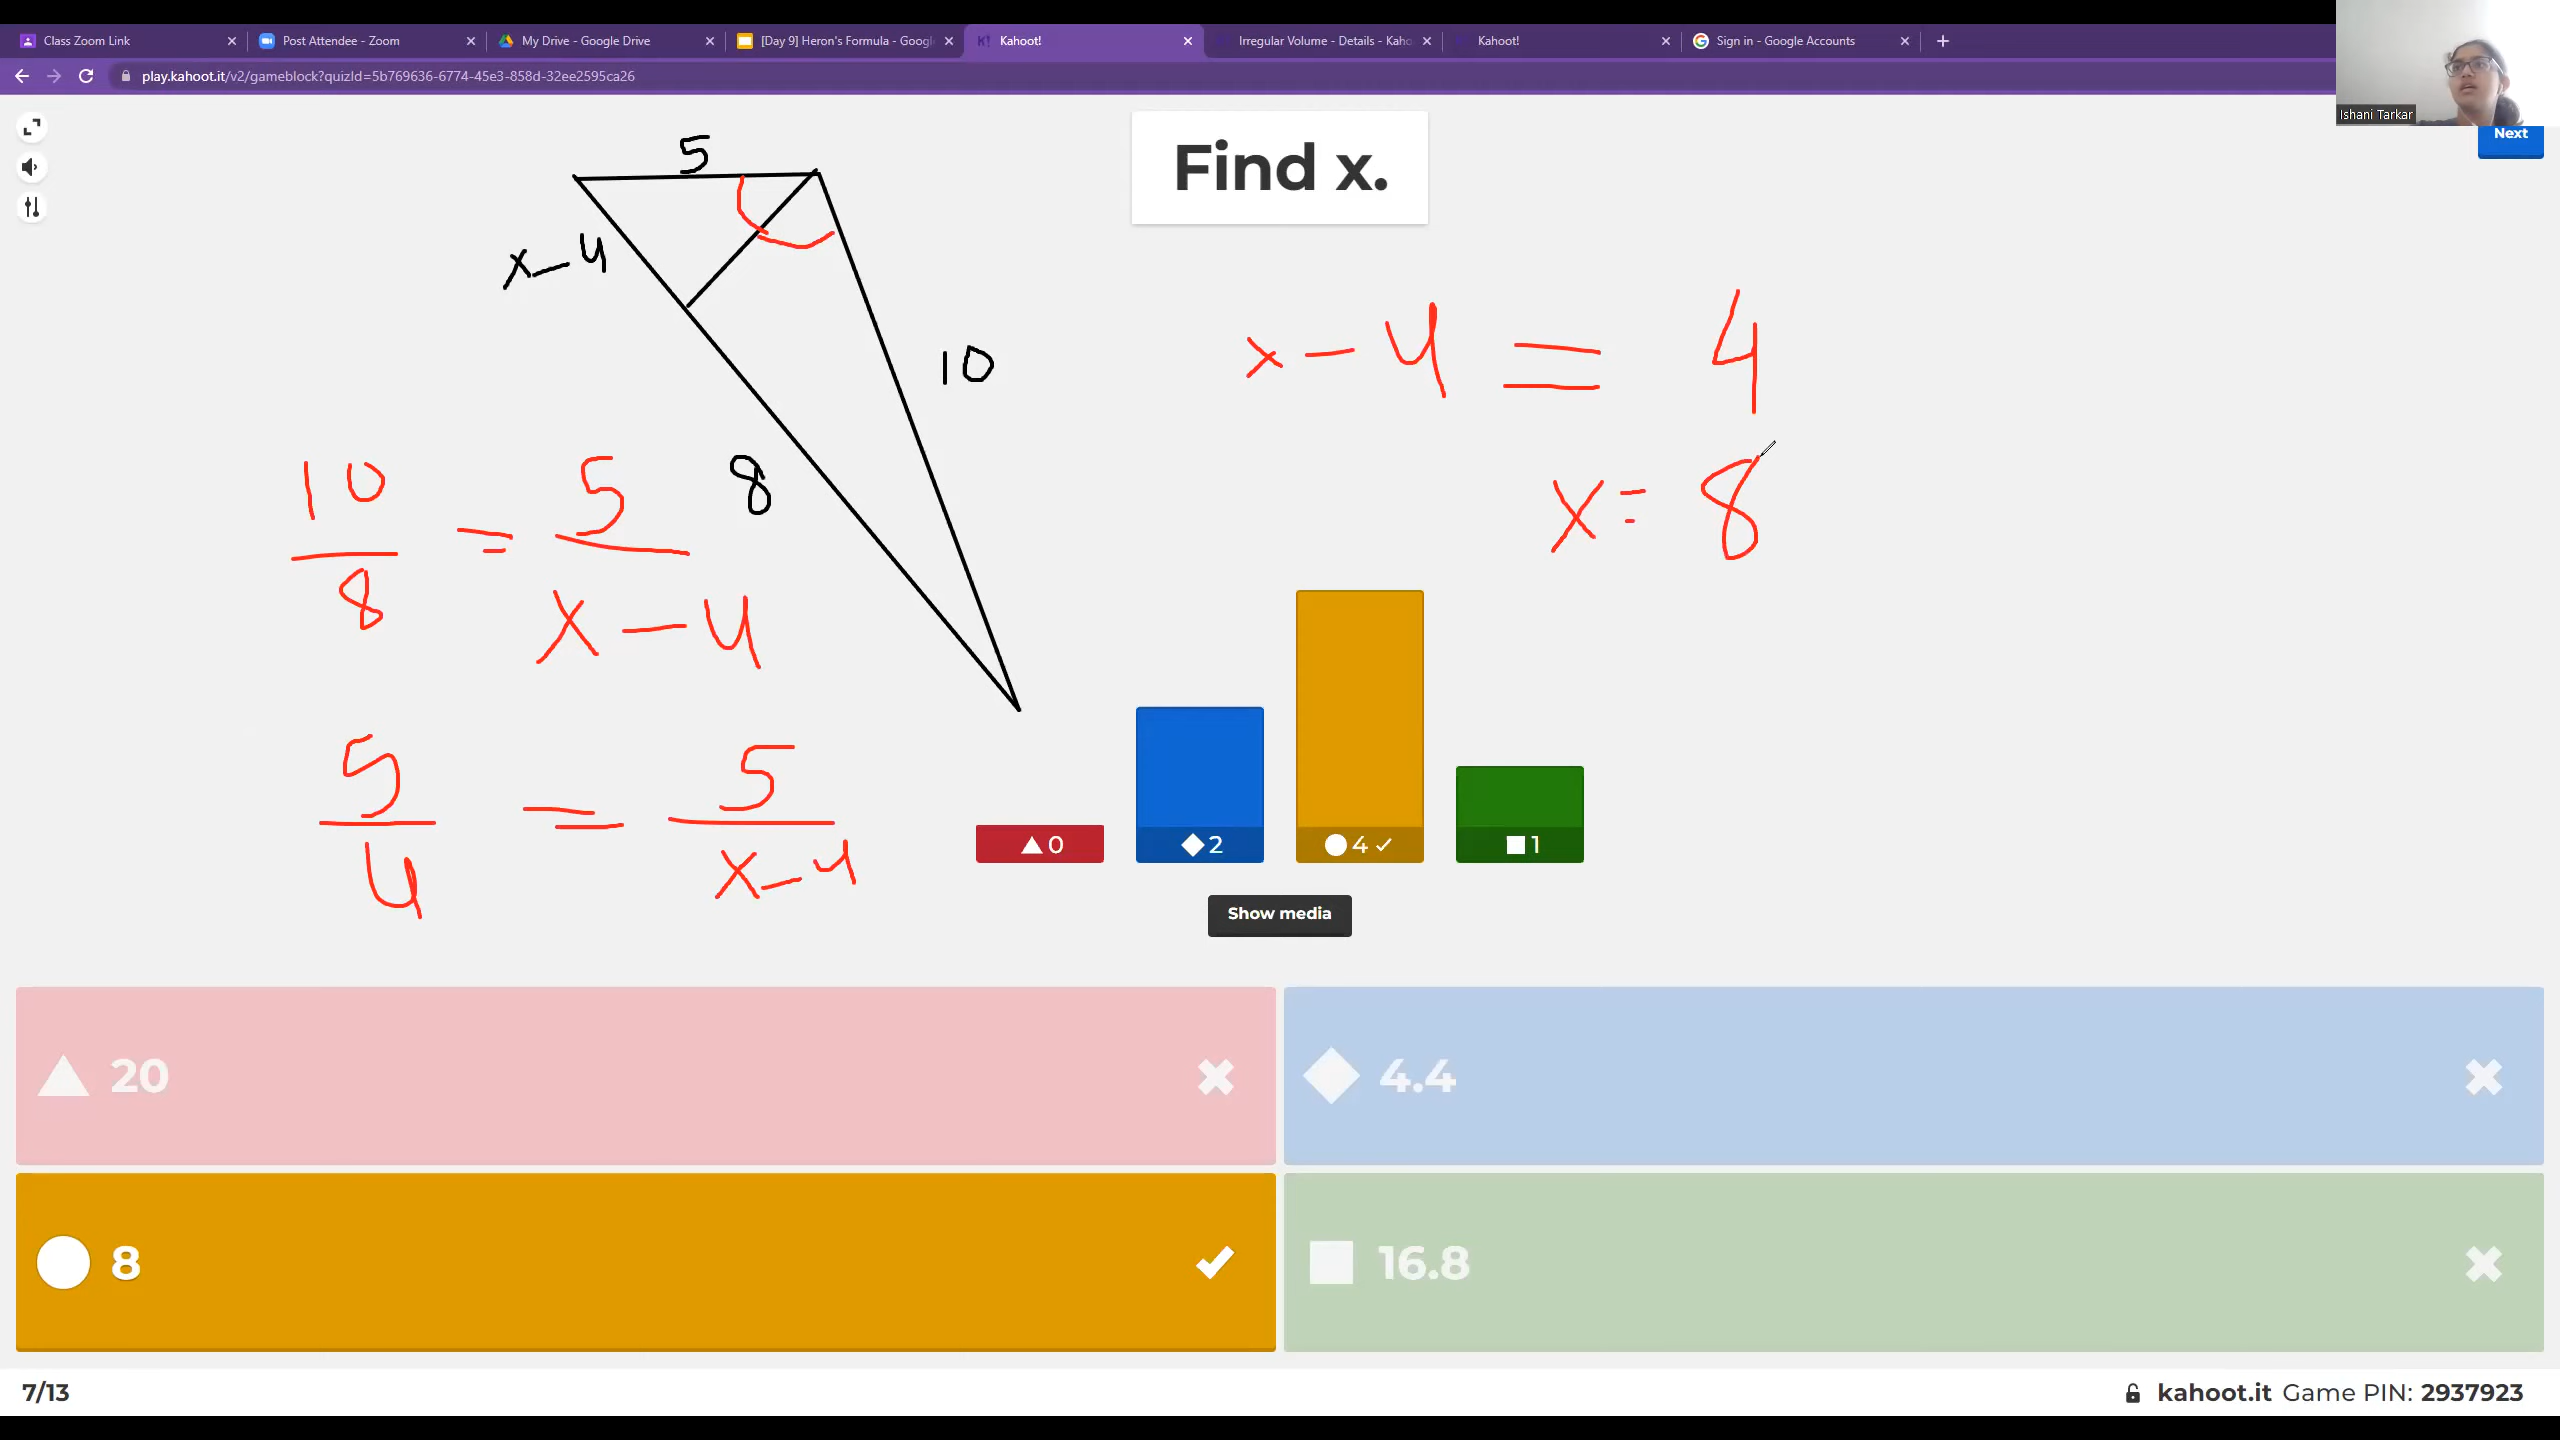 Class Zoom Link
Post Attendee - Zoom
My Drive - Google Drive
[Day 9] Heron's Formula - Googl
Kahoot!
Irregular Volume - Details - Kaho
Kahoot!
Sign in - Google Accounts
play.kahoot.it/v2/gameblock?quizId=5b769636-6774-45e3-858d-32ee2595ca26
Ishani Tarkar
Next
Find x.
5
x-4
10
8
10/8 = 5/x-4
5/4 = 5/x-4
x-4 = 4
x = 8
0
2
4
1
Show media
20
4.4
8
16.8
7/13
kahoot.it Game PIN: 2937923